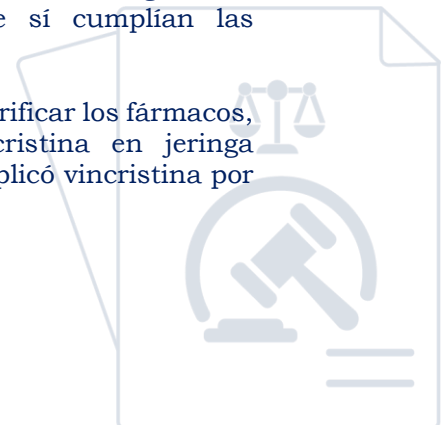 e sí cumplían las
rificar los fármacos,
cristina en jeringa
plicó vincristina por